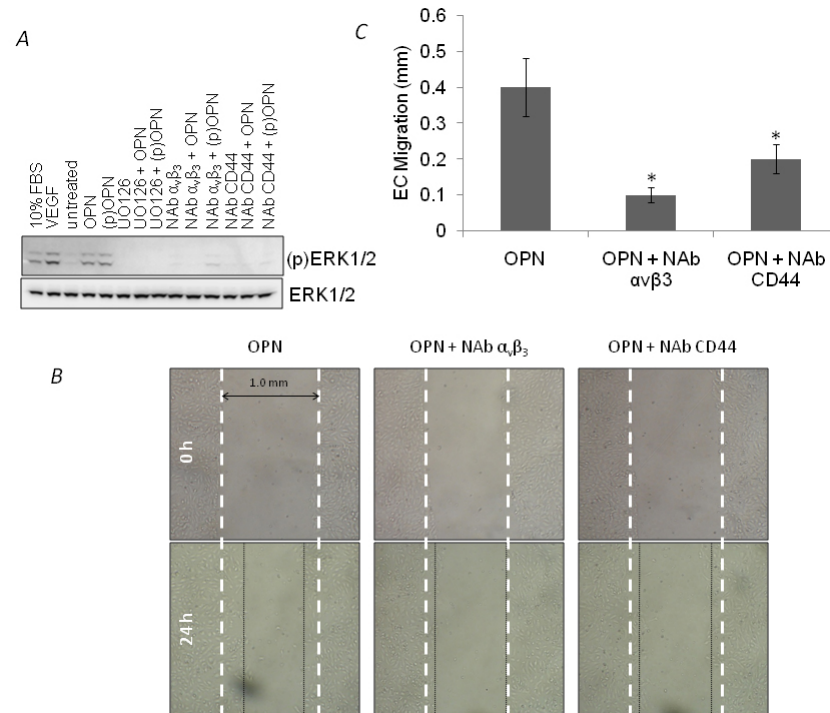 A
10% FBS
VEGF
untreated
OPN
(p)OPN
UO126
UO126 + OPN
UO126 + (p)OPN
NAb αᵥβ₃
NAb αᵥβ₃ + OPN
NAb αᵥβ₃ + (p)OPN
NAb CD44
NAb CD44 + OPN
NAb CD44 + (p)OPN
(p)ERK1/2
ERK1/2
C
EC Migration (mm)
0.6
0.5
0.4
0.3
0.2
0.1
0
*
*
OPN
OPN + NAb
αvβ3
OPN + NAb
CD44
B
OPN
OPN + NAb αᵥβ₃
OPN + NAb CD44
1.0 mm
0 h
24 h